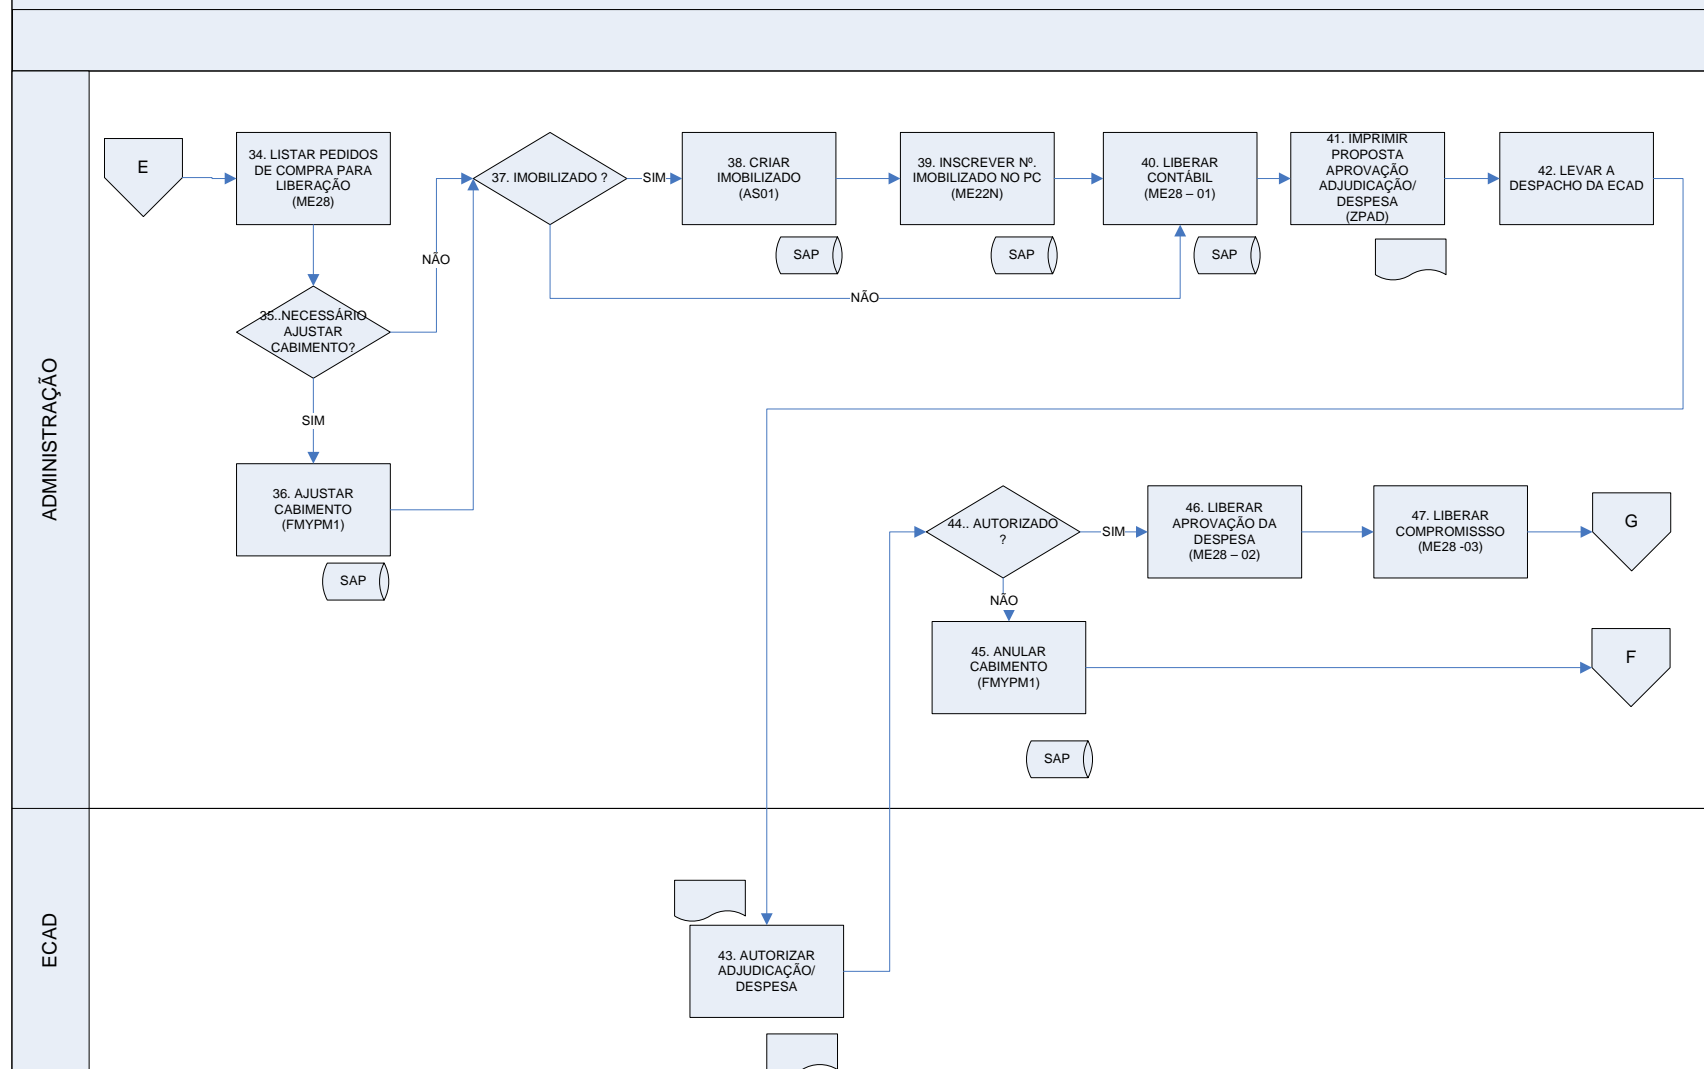 ADMINISTRAÇÃO
E
34. LISTAR PEDIDOS
DE COMPRA PARA
LIBERAÇÃO
(ME28)
35..NECESSÁRIO
AJUSTAR
CABIMENTO?
NÃO
SIM
36. AJUSTAR
CABIMENTO
(FMYPM1)
SAP
37. IMOBILIZADO ?
SIM
NÃO
38. CRIAR
IMOBILIZADO
(AS01)
SAP
39. INSCREVER Nº.
IMOBILIZADO NO PC
(ME22N)
SAP
40. LIBERAR
CONTÁBIL
(ME28 – 01)
SAP
41. IMPRIMIR
PROPOSTA
APROVAÇÃO
ADJUDICAÇÃO/
DESPESA
(ZPAD)
42. LEVAR A
DESPACHO DA ECAD
44.. AUTORIZADO
?
SIM
NÃO
46. LIBERAR
APROVAÇÃO DA
DESPESA
(ME28 – 02)
47. LIBERAR
COMPROMISSSO
(ME28 -03)
G
45. ANULAR
CABIMENTO
(FMYPM1)
SAP
F
ECAD
43. AUTORIZAR
ADJUDICAÇÃO/
DESPESA